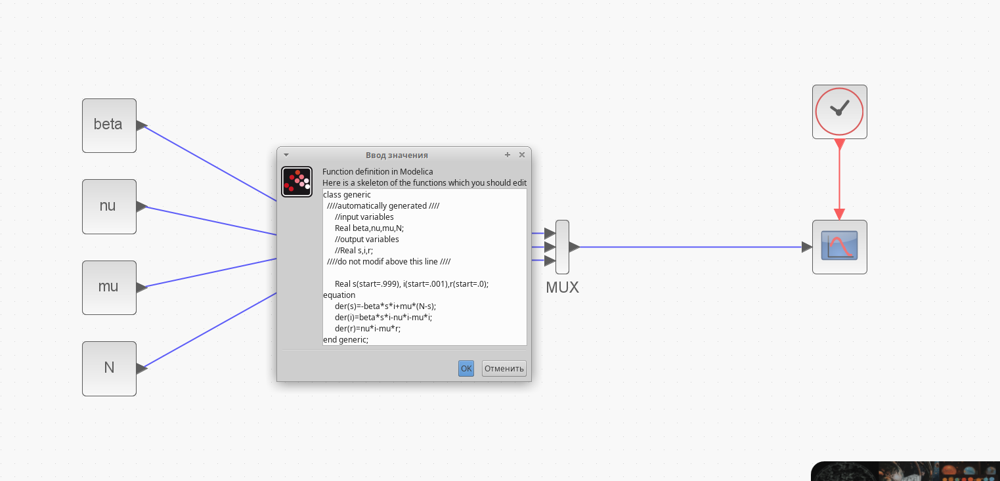 beta
nu
mu
N
Ввод значения
Function definition in Modelica
Here is a skeleton of the functions which you should edit
class generic
////automatically generated ////
//input variables
Real beta,nu,mu,N;
//output variables
//Real s,i,r;
////do not modif above this line ////
Real s(start=.999), i(start=.001),r(start=.0);
equation
der(s)=-beta*s*i+mu*(N-s);
der(i)=beta*s*i-nu*i-mu*i;
der(r)=nu*i-mu*r;
end generic;
OK
Отменить
MUX